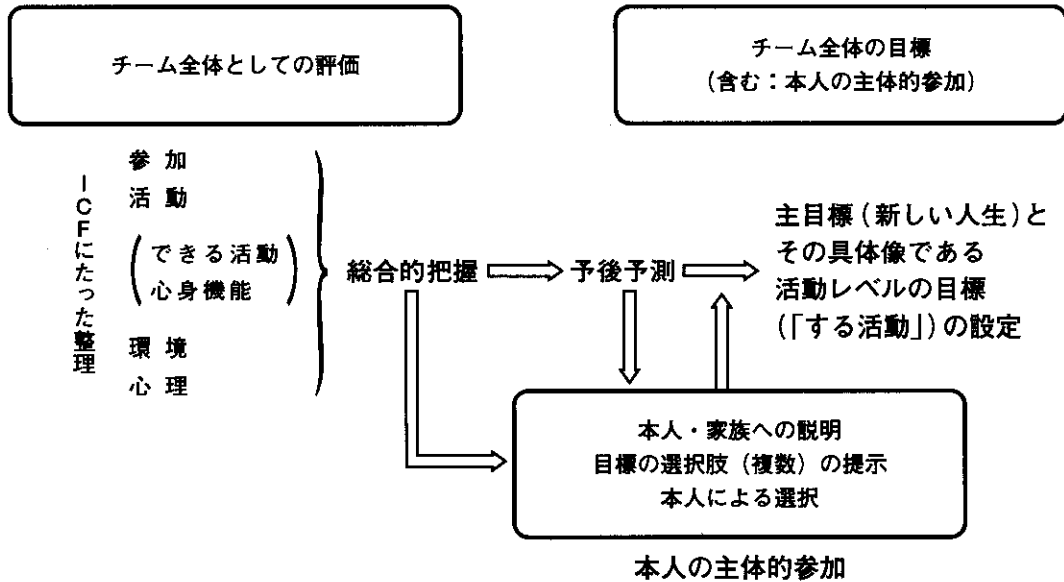 チーム全体としての評価
チーム全体の目標
(含む：本人の主体的参加)
ICFにたった整理
参加
活動
(できる活動
心身機能)
環境
心理
総合的把握
予後予測
主目標(新しい人生)と
その具体像である
活動レベルの目標
(「する活動」)の設定
本人・家族への説明
目標の選択肢（複数）の提示
本人による選択
本人の主体的参加